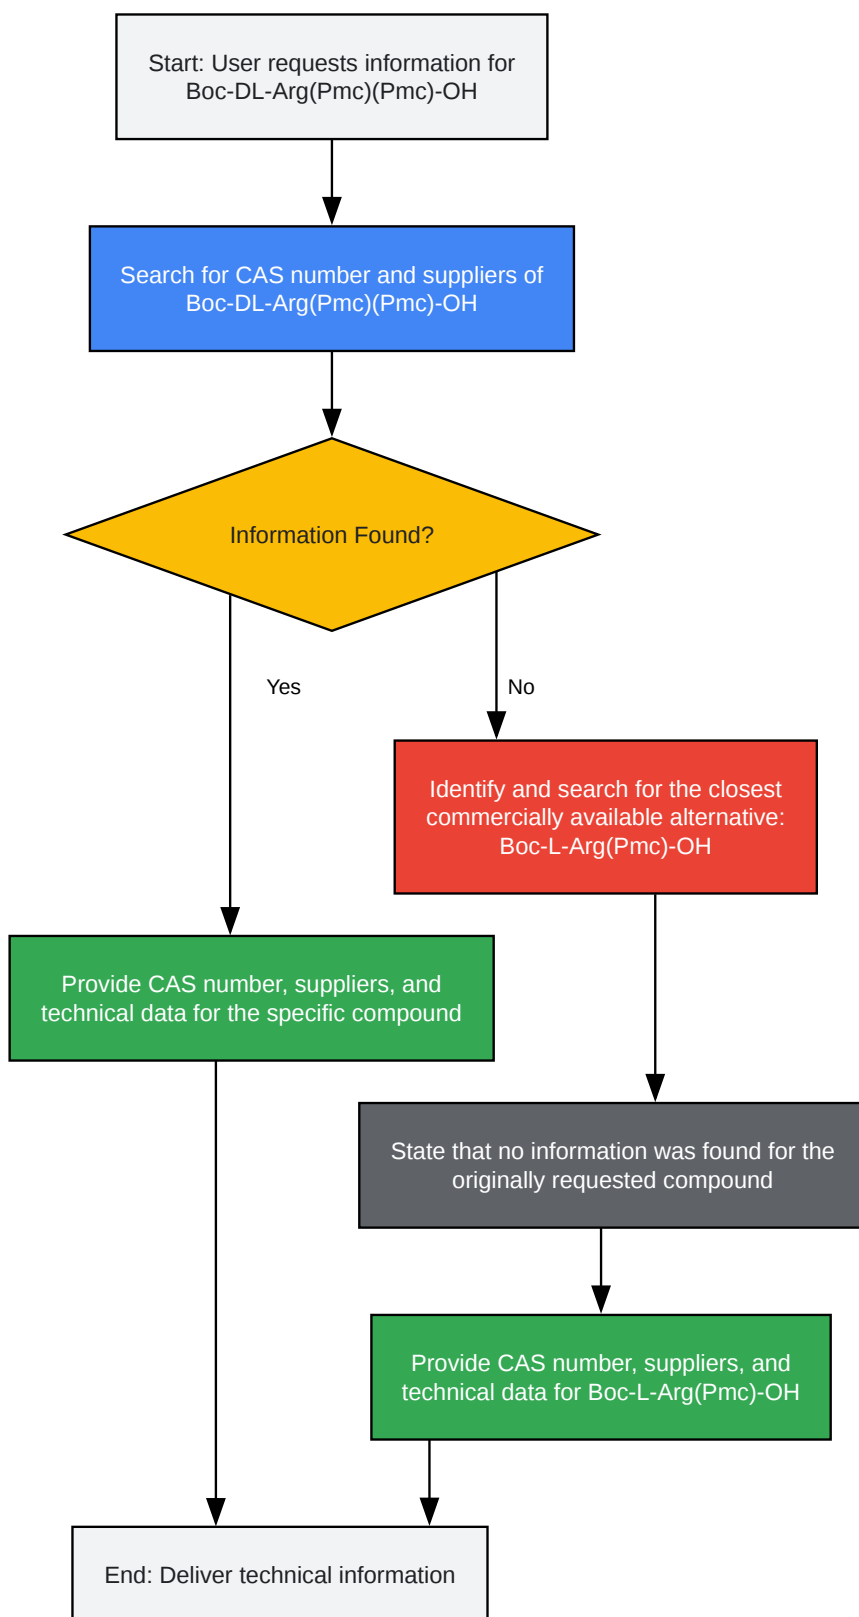 Start: User requests information for
Boc-DL-Arg(Pmc)(Pmc)-OH
Search for CAS number and suppliers of
Boc-DL-Arg(Pmc)(Pmc)-OH
Information Found?
Yes
No
Identify and search for the closest
commercially available alternative:
Boc-L-Arg(Pmc)-OH
Provide CAS number, suppliers, and
technical data for the specific compound
State that no information was found for the
originally requested compound
Provide CAS number, suppliers, and
technical data for Boc-L-Arg(Pmc)-OH
End: Deliver technical information